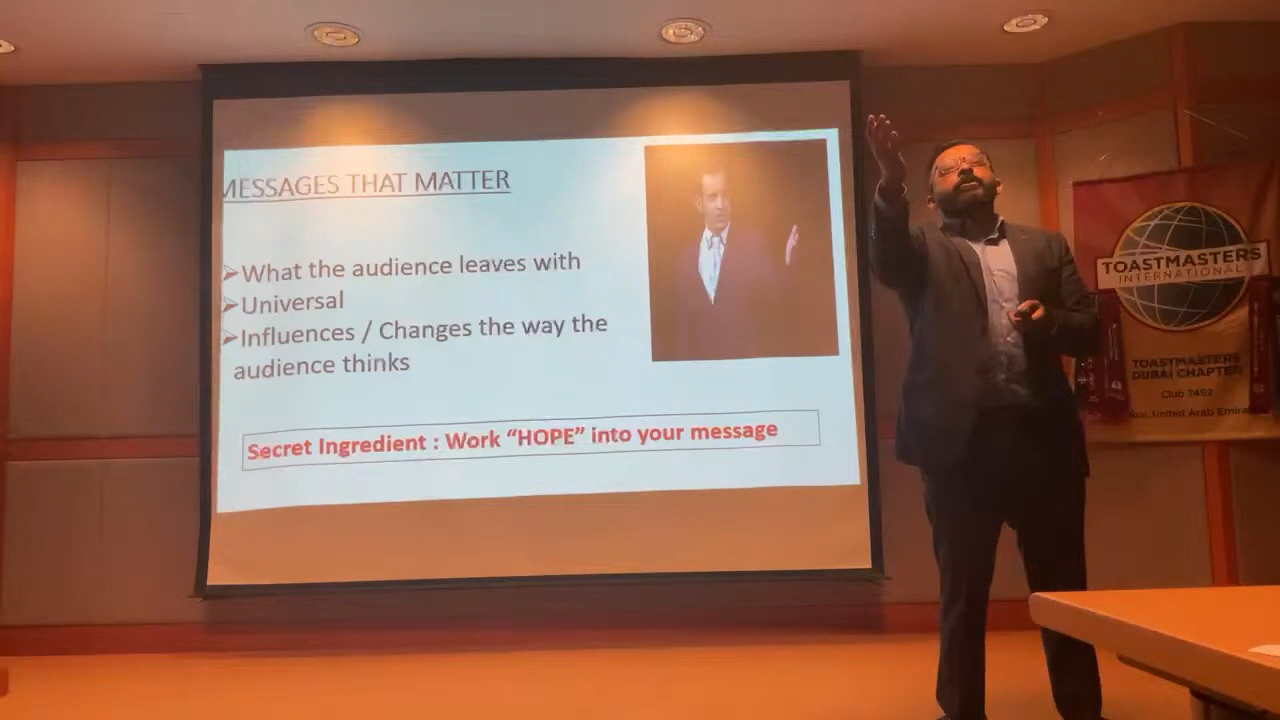 MESSAGES THAT MATTER
➢What the audience leaves with
➢Universal
➢Influences / Changes the way the
audience thinks
Secret Ingredient : Work “HOPE” into your message
TOASTMASTERS
INTERNATIONAL
TOASTMASTERS
DUBAI CHAPTER
Club 7492
United Arab